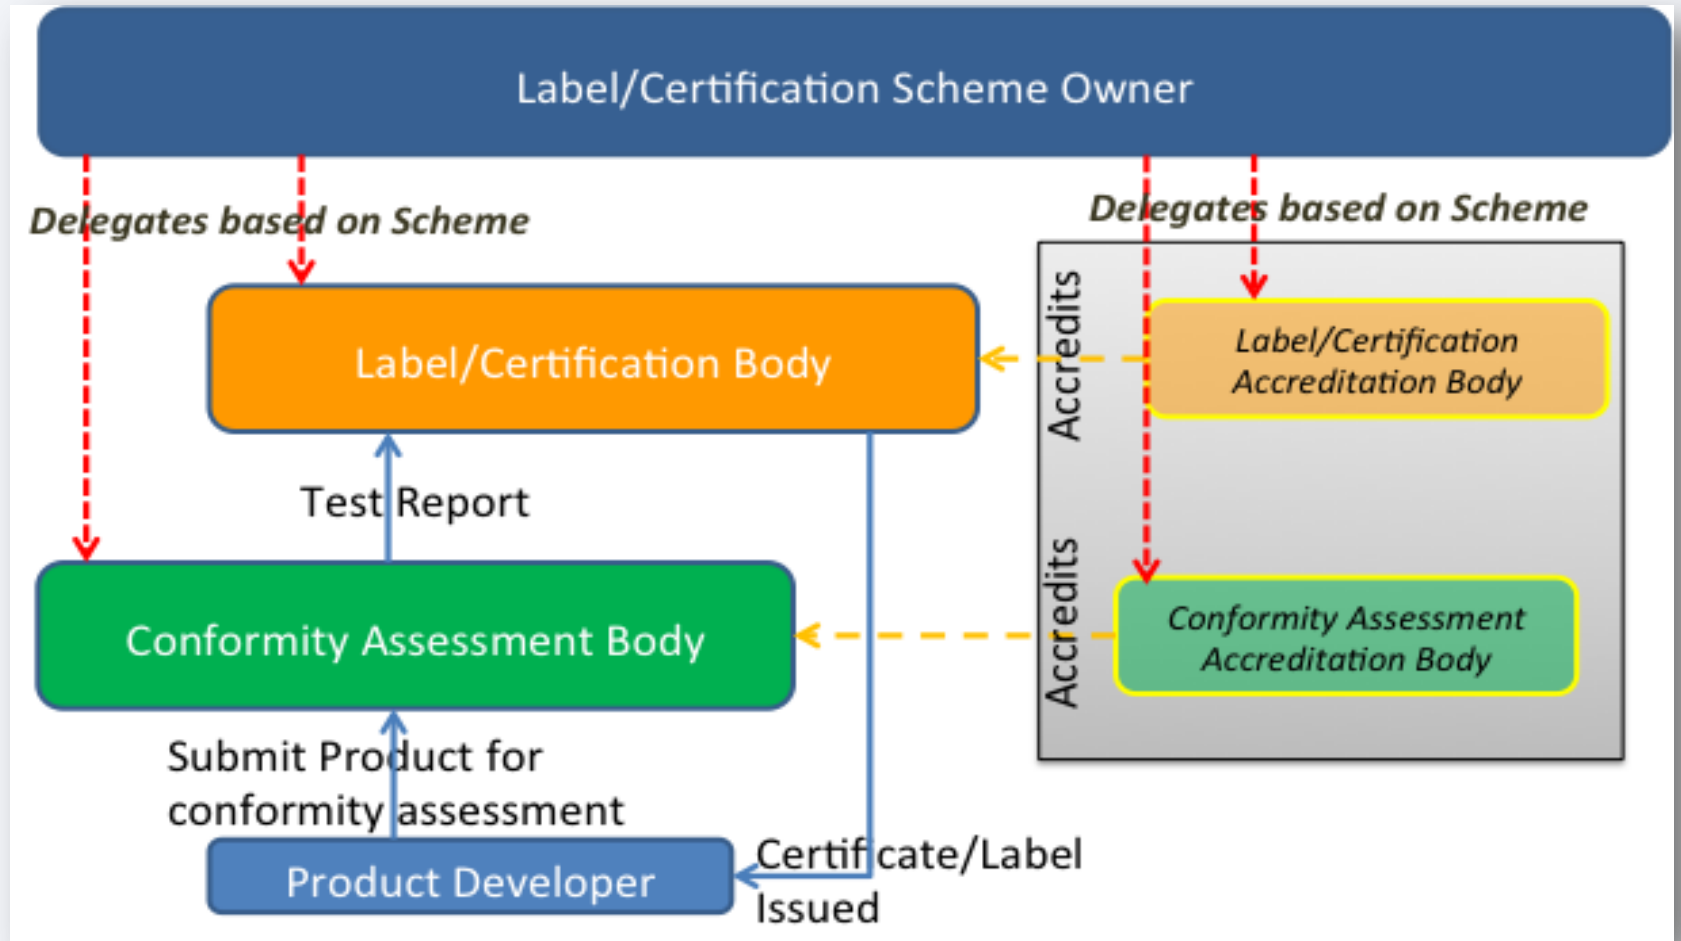 Label/Certification Scheme Owner
Delegates based on Scheme
Delegates based on Scheme
Label/Certification Body
Accredits
Label/Certification
Accreditation Body
Test Report
Conformity Assessment Body
Accredits
Conformity Assessment
Accreditation Body
Submit Product for
conformity assessment
Product Developer
Certificate/Label
Issued